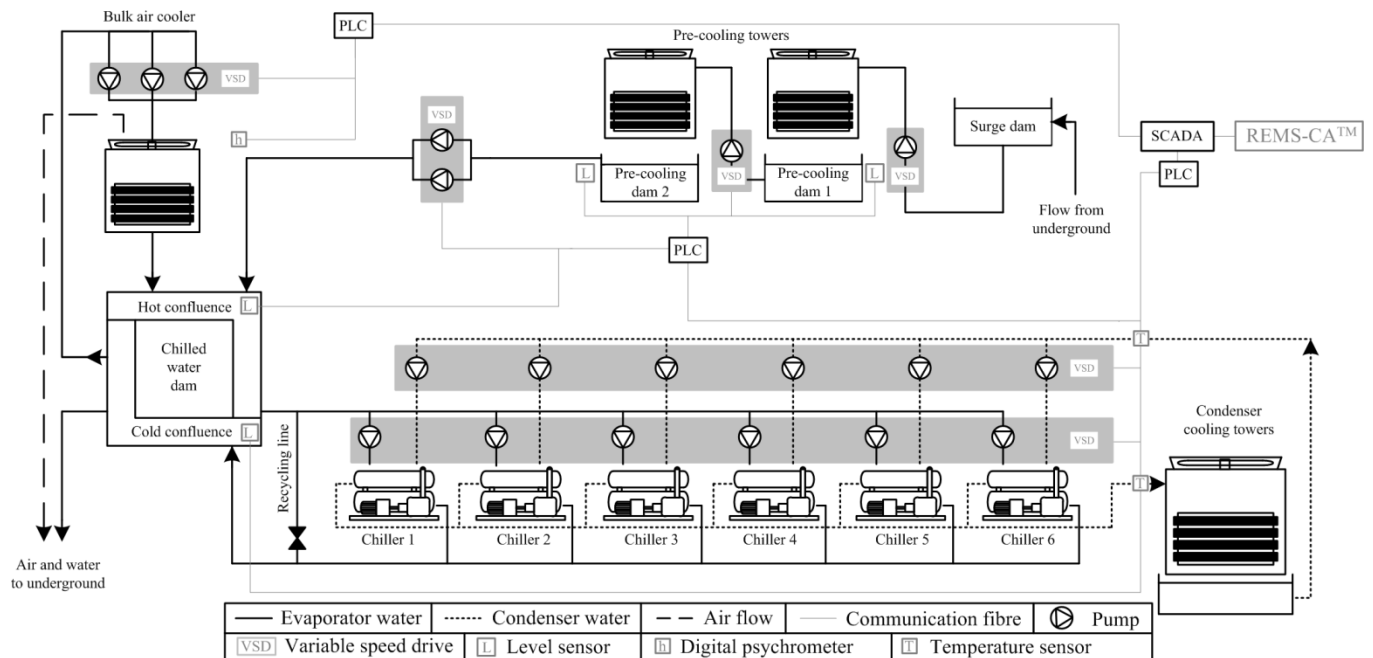 Bulk air cooler
PLC
Pre-cooling towers
VSD
VSD
h
Surge dam
SCADA
REMS-CA™
PLC
L
Pre-cooling
dam 2
VSD
Pre-cooling
dam 1
L
VSD
Flow from
underground
PLC
Hot confluence
L
Chilled
water
dam
T
VSD
Cold confluence
L
Recycling line
VSD
Condenser
cooling towers
T
Chiller 1
Chiller 2
Chiller 3
Chiller 4
Chiller 5
Chiller 6
Air and water
to underground
Evaporator water
Condenser water
Air flow
Communication fibre
Pump
VSD Variable speed drive
L Level sensor
h Digital psychrometer
T Temperature sensor